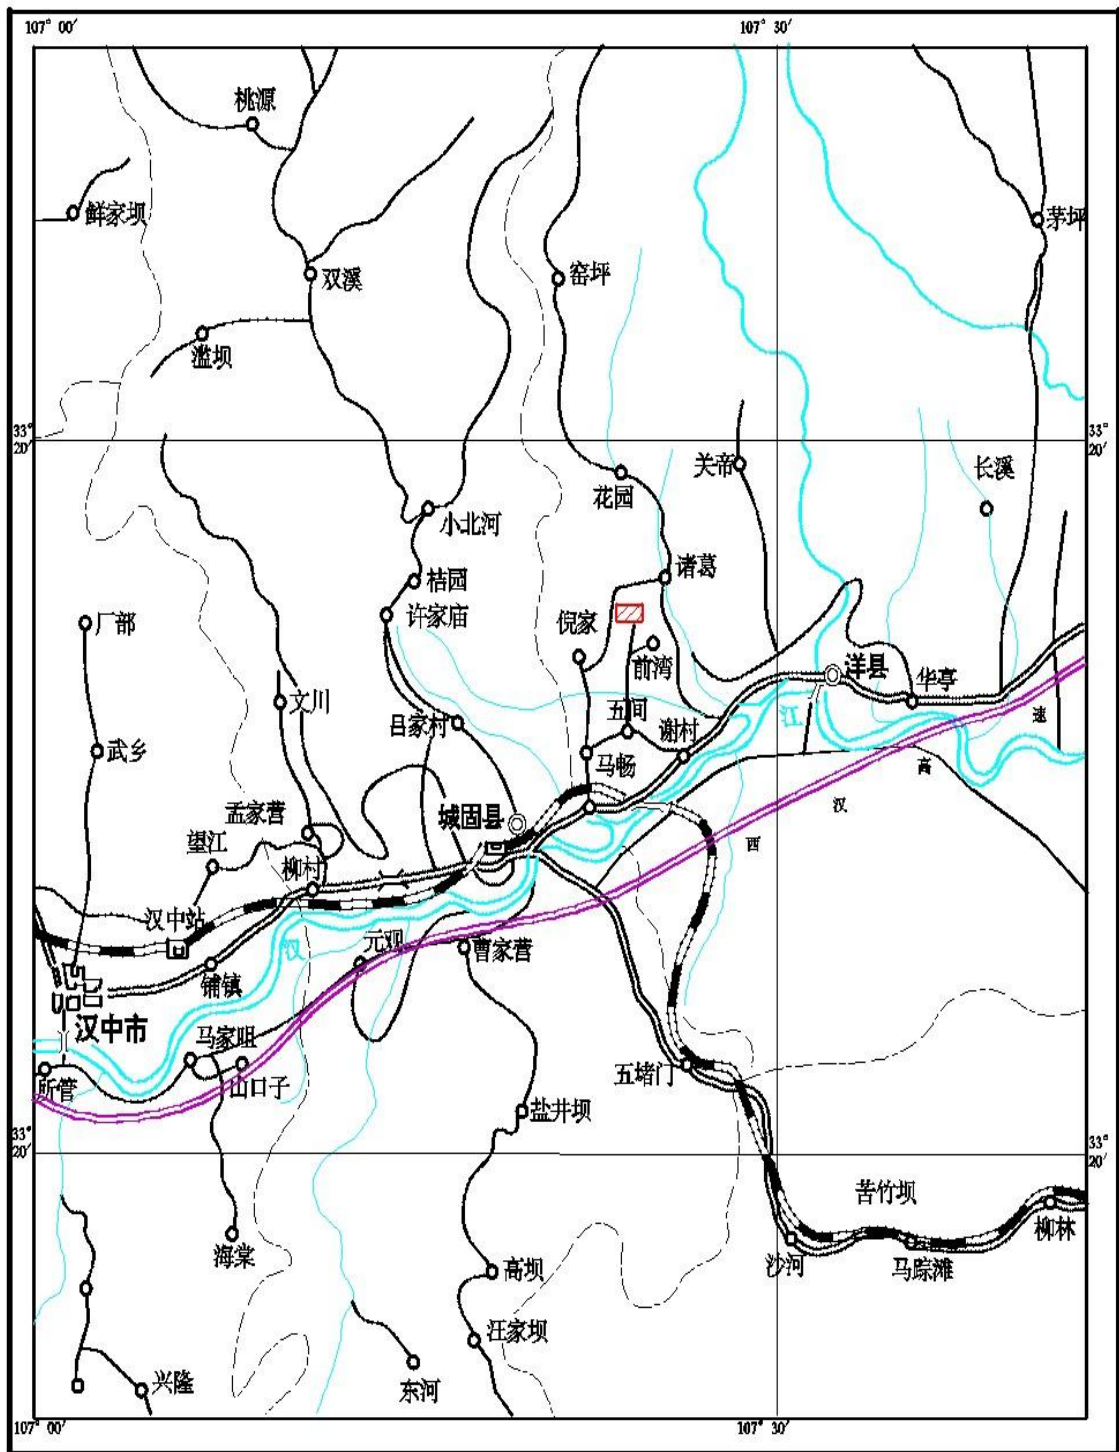 107° 00′
107° 30′
桃源
鲜家坝
茅坪
双溪
窑坪
滥坝
33°
20′
33°
20′
关帝
长溪
花园
小北河
诸葛
桔园
许家庙
倪家
厂部
前湾
洋县
华亭
文川
吕家村
五间
江
速
谢村
武乡
马畅
高
孟家营
城固县
汉
望江
西
柳村
汉中站
元观
汉
曹家营
铺镇
汉中市
马家咀
五堵门
所管
山口子
盐井坝
33°
20′
33°
20′
苦竹坝
柳林
海棠
沙河
马踪滩
高坝
汪家坝
兴隆
东河
107° 00′
107° 30′